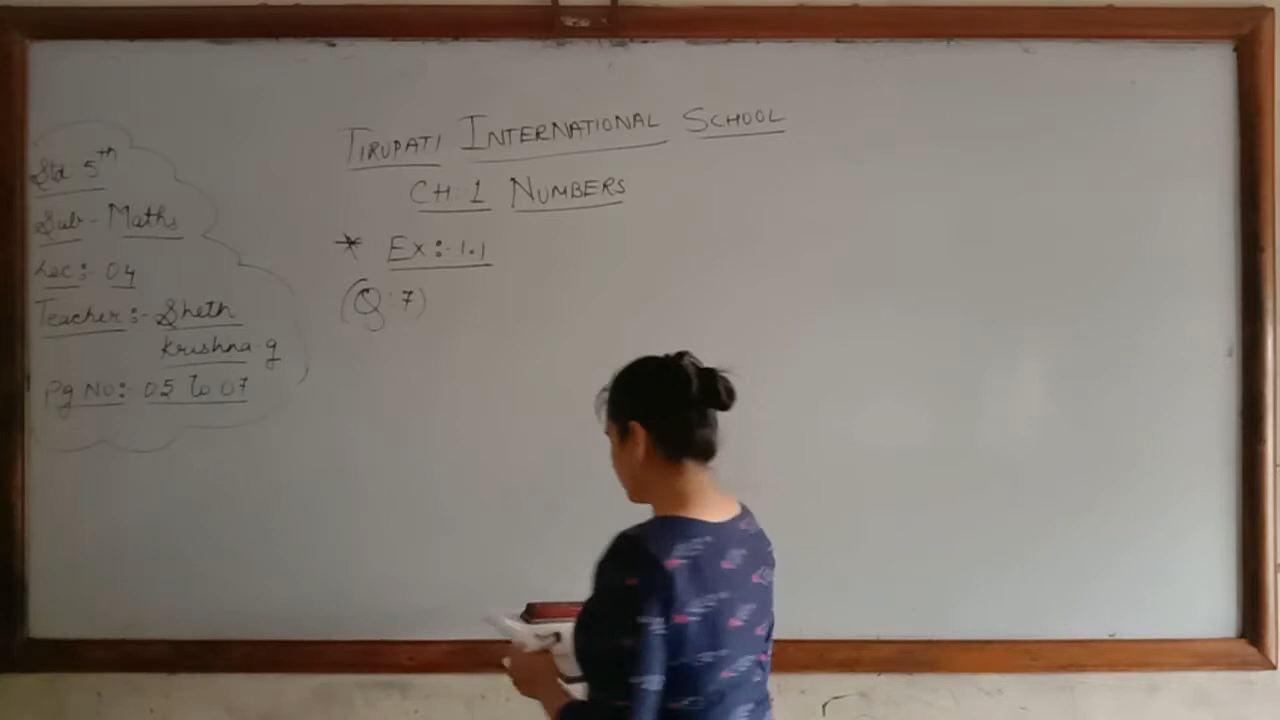 Std 5th
Sub - Maths
Lec :- 04
Teacher :- Sheth
Krishna. g
Pg No :- 05 to 07
TIRUPATI INTERNATIONAL SCHOOL
CH : 1 NUMBERS
* Ex :- 1.1
(Q : 7)